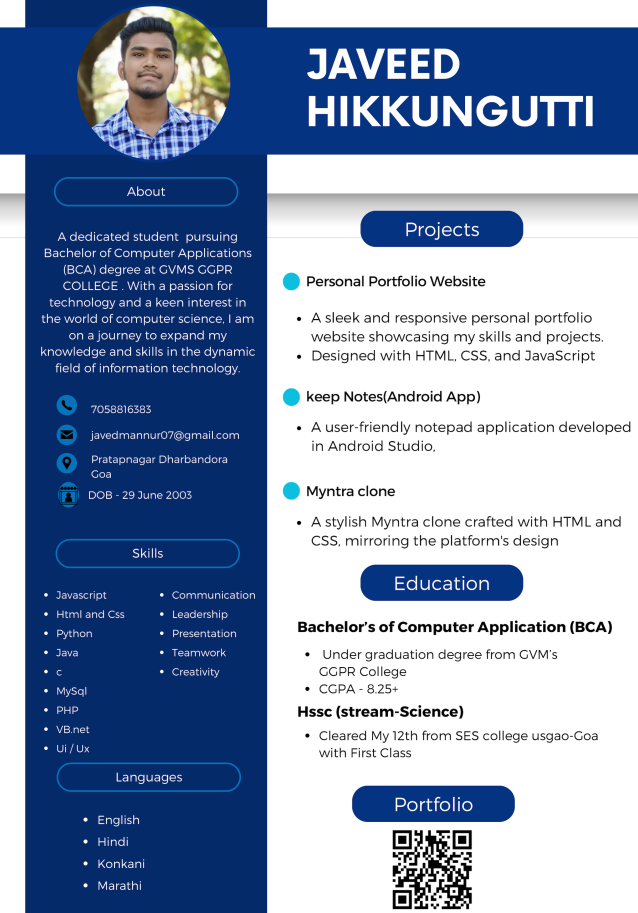 JAVEED
HIKKUNGUTTI
About
A dedicated student pursuing
Bachelor of Computer Applications
(BCA) degree at GVMS GGPR
COLLEGE . With a passion for
technology and a keen interest in
the world of computer science, I am
on a journey to expand my
knowledge and skills in the dynamic
field of information technology.
7058816383
javedmannur07@gmail.com
Pratapnagar Dharbandora
Goa
DOB - 29 June 2003
Skills
Javascript
Html and Css
Python
Java
c
MySql
PHP
VB.net
Ui / Ux
Communication
Leadership
Presentation
Teamwork
Creativity
Languages
English
Hindi
Konkani
Marathi
Projects
Personal Portfolio Website
A sleek and responsive personal portfolio
website showcasing my skills and projects.
Designed with HTML, CSS, and JavaScript
keep Notes(Android App)
A user-friendly notepad application developed
in Android Studio,
Myntra clone
A stylish Myntra clone crafted with HTML and
CSS, mirroring the platform's design
Education
Bachelor's of Computer Application (BCA)
Under graduation degree from GVM's
GGPR College
CGPA - 8.25+
Hssc (stream-Science)
Cleared My 12th from SES college usgao-Goa
with First Class
Portfolio